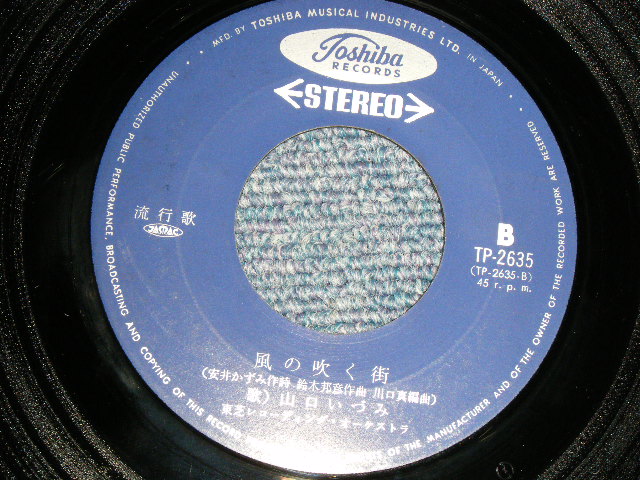 MFD. BY TOSHIBA MUSICAL INDUSTRIES LTD. IN JAPAN
Toshiba
RECORDS
STEREO
流行歌
JASRAC
B
TP-2635
(TP-2635-B)
45 r.p.m.
風の吹く街
(安井かずみ作詩 鈴木邦彦作曲 川口真編曲)
歌)山口いづみ
東芝レコーディング・オーケストラ
UNAUTHORIZED PUBLIC PERFORMANCE, BROADCASTING AND COPYING OF THIS RECORD
THE MANUFACTURER AND OF THE OWNER OF THE RECORDED WORK ARE RESERVED